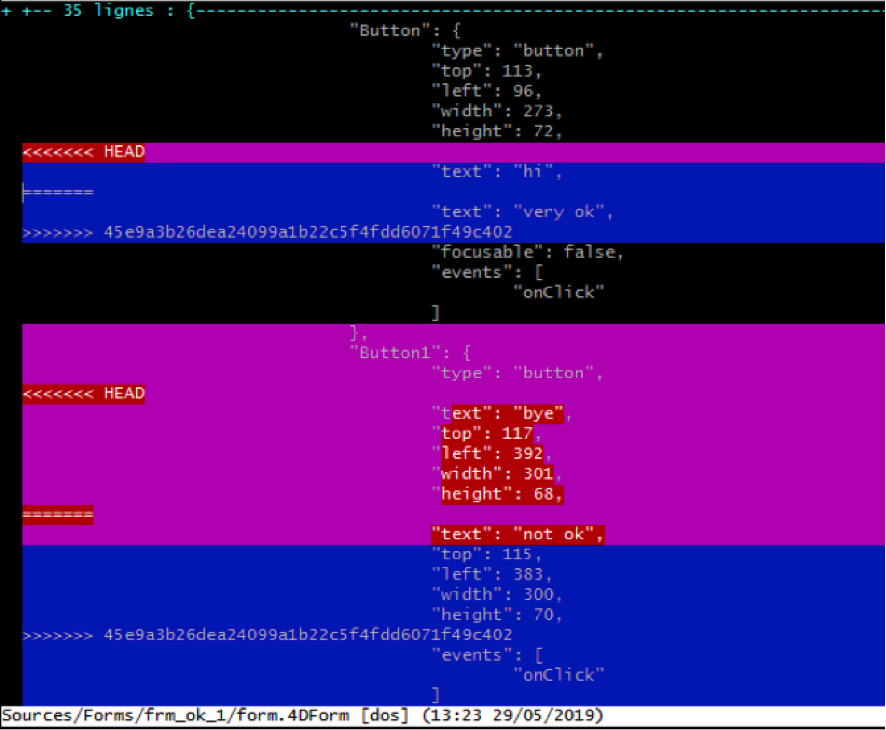 + +-- 35 lignes : {--------------------------------------------------------------------
"Button": {
"type": "button",
"top": 113,
"left": 96,
"width": 273,
"height": 72,
<<<<<<< HEAD
"text": "hi",
=======
"text": "very ok",
>>>>>>> 45e9a3b26dea24099a1b22c5f4fdd6071f49c402
"focusable": false,
"events": [
"onClick"
]
},
"Button1": {
"type": "button",
<<<<<<< HEAD
"text": "bye",
"top": 117,
"left": 392,
"width": 301,
"height": 68,
=======
"text": "not ok",
"top": 115,
"left": 383,
"width": 300,
"height": 70,
>>>>>>> 45e9a3b26dea24099a1b22c5f4fdd6071f49c402
"events": [
"onClick"
]
Sources/Forms/frm_ok_1/form.4DForm [dos] (13:23 29/05/2019)